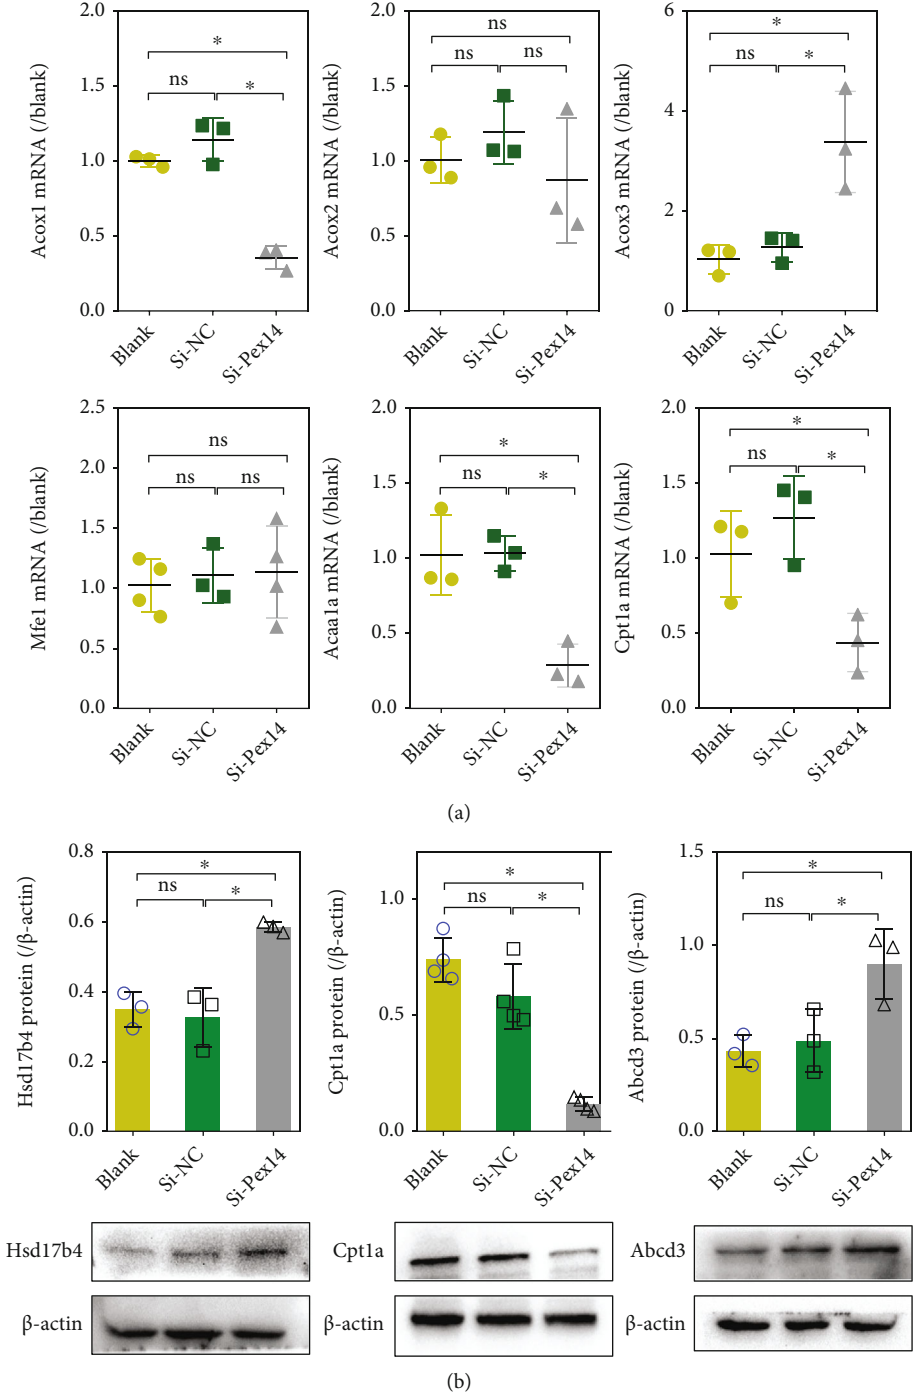 Acox1 mRNA (/blank)
2.0
1.5
1.0
0.5
0.0
*
ns
*
Blank
Si-NC
Si-Pex14
Acox2 mRNA (/blank)
2.0
1.5
1.0
0.5
0.0
ns
ns
ns
Blank
Si-NC
Si-Pex14
Acox3 mRNA (/blank)
6
4
2
0
*
ns
*
Blank
Si-NC
Si-Pex14
Mfe1 mRNA (/blank)
2.5
2.0
1.5
1.0
0.5
0.0
ns
ns
ns
Blank
Si-NC
Si-Pex14
Acaa1a mRNA (/blank)
2.0
1.5
1.0
0.5
0.0
*
ns
*
Blank
Si-NC
Si-Pex14
Cpt1a mRNA (/blank)
2.0
1.5
1.0
0.5
0.0
*
ns
*
Blank
Si-NC
Si-Pex14
(a)
Hsd17b4 protein (/β-actin)
0.8
0.6
0.4
0.2
0.0
*
ns
*
Blank
Si-NC
Si-Pex14
Cpt1a protein (/β-actin)
1.0
0.5
0.0
*
ns
*
Blank
Si-NC
Si-Pex14
Abcd3 protein (/β-actin)
1.5
1.0
0.5
0.0
*
ns
*
Blank
Si-NC
Si-Pex14
Hsd17b4
Cpt1a
Abcd3
β-actin
β-actin
β-actin
(b)